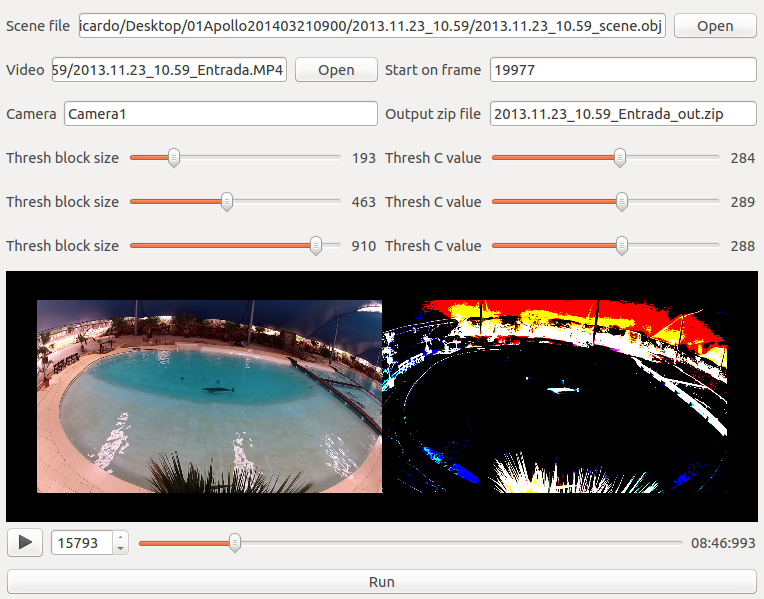 Scene file icardo/Desktop/01Apollo201403210900/2013.11.23_10.59/2013.11.23_10.59_scene.obj Open
Video 59/2013.11.23_10.59_Entrada.MP4 Open Start on frame 19977
Camera Camera1 Output zip file 2013.11.23_10.59_Entrada_out.zip
Thresh block size 193 Thresh C value 284
Thresh block size 463 Thresh C value 289
Thresh block size 910 Thresh C value 288
15793 08:46:993
Run